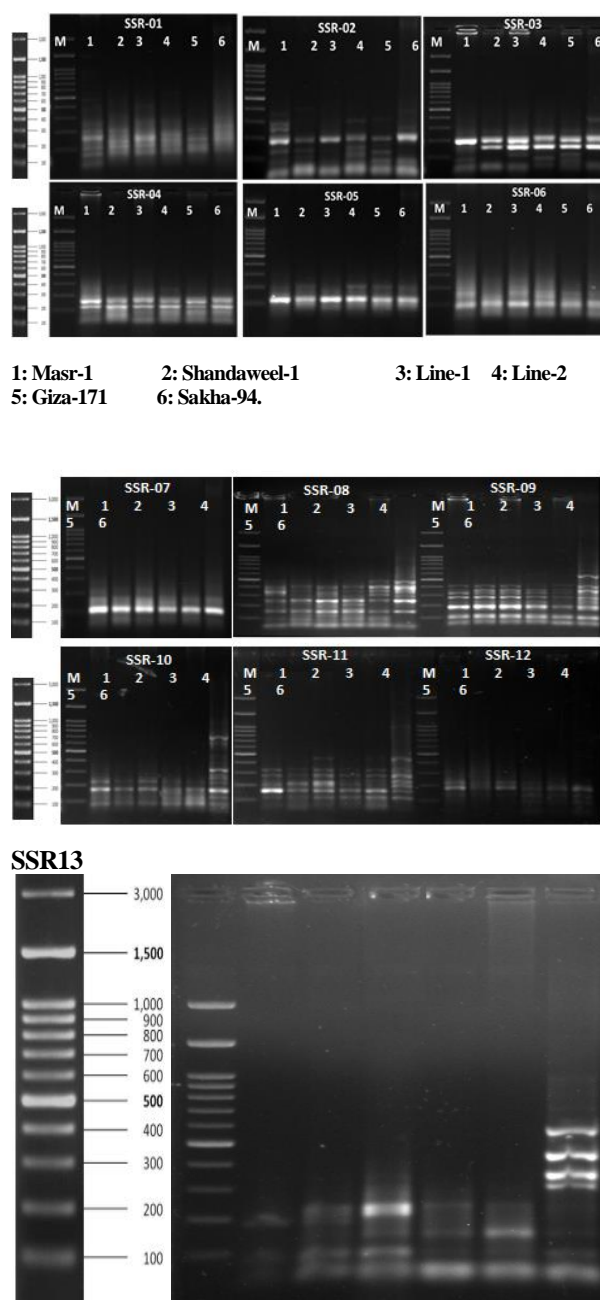 SSR-01 SSR-02 SSR-03
M 1 2 3 4 5 6 M 1 2 3 4 5 6 M 1 2 3 4 5 6
SSR-04 SSR-05 SSR-06
M 1 2 3 4 5 6 M 1 2 3 4 5 6 M 1 2 3 4 5 6
1: Masr-1 2: Shandaweel-1 3: Line-1 4: Line-2
5: Giza-171 6: Sakha-94.
SSR-07 SSR-08 SSR-09
M 1 2 3 4 M 1 2 3 4 M 1 2 3 4
5 6 5 6 5 6
SSR-10 SSR-11 SSR-12
M 1 2 3 4 M 1 2 3 4 M 1 2 3 4
5 6 5 6 5 6
SSR13
3,000
1,500
1,000
900
800
700
600
500
400
300
200
100